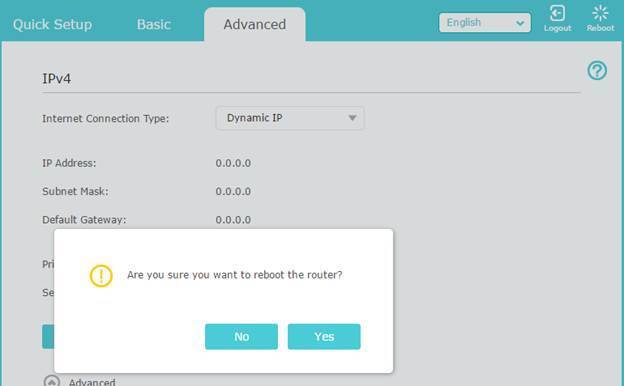 Quick Setup Basic Advanced English Logout Reboot
IPv4
Internet Connection Type: Dynamic IP
IP Address: 0.0.0.0
Subnet Mask: 0.0.0.0
Default Gateway: 0.0.0.0
Pri
Se
Are you sure you want to reboot the router?
No Yes
Advanced